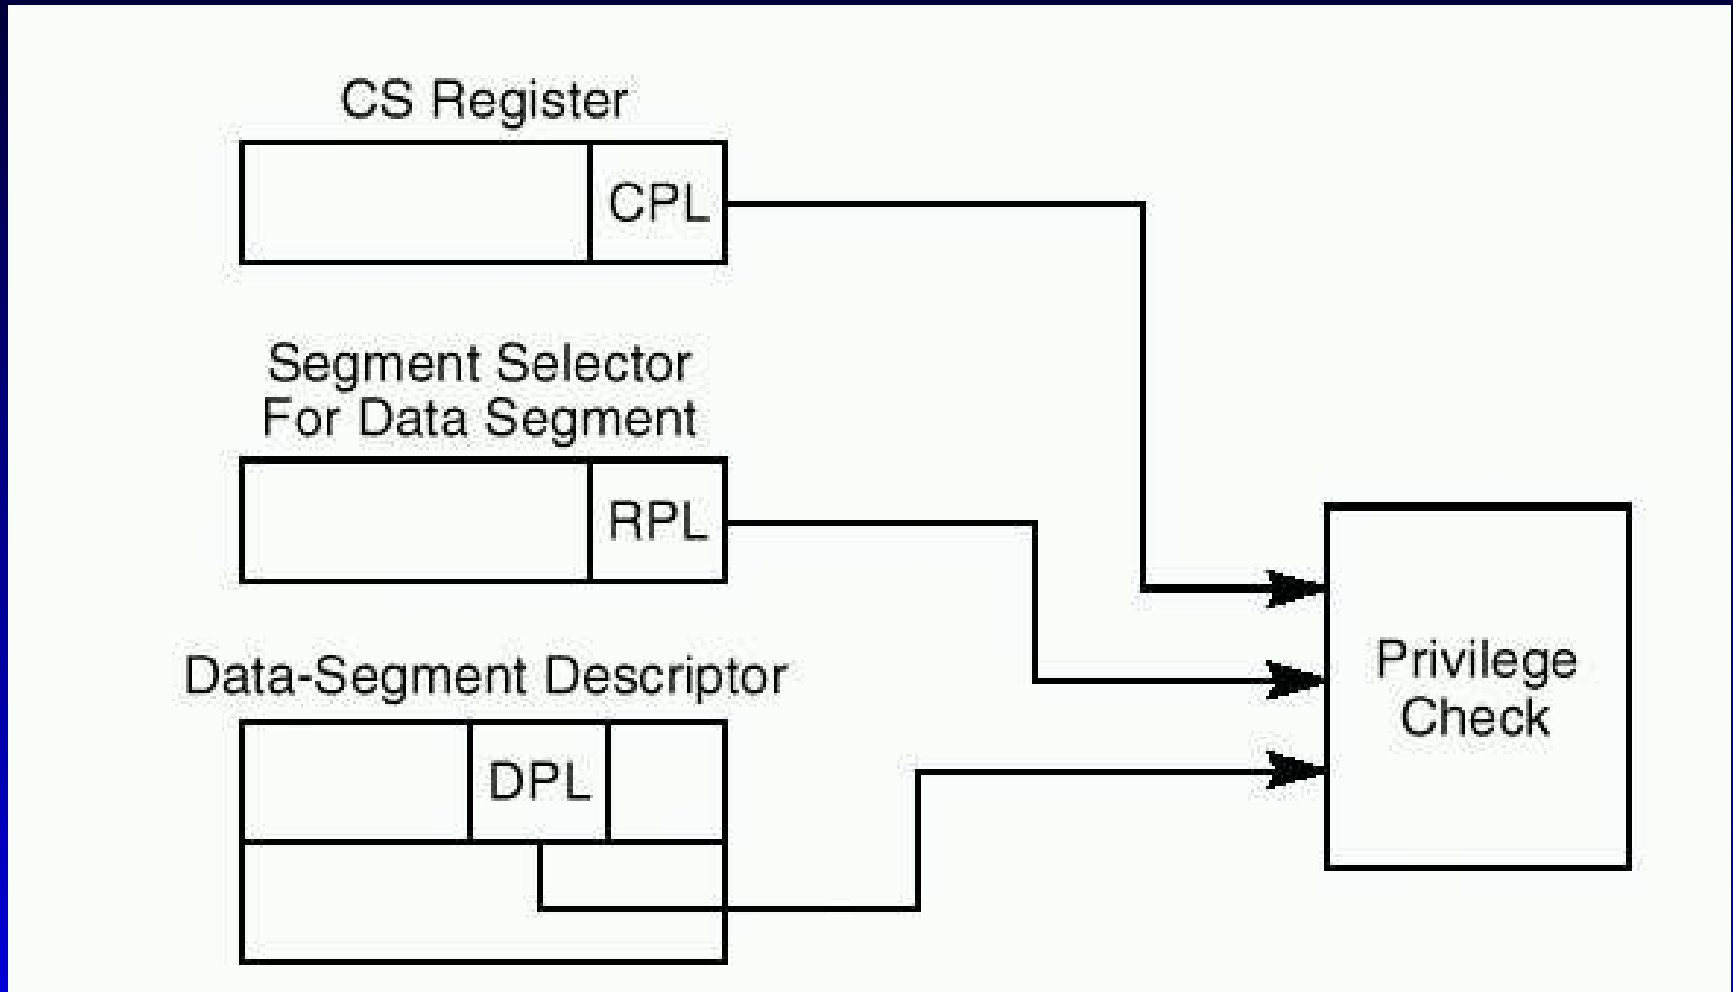 CS Register
CPL
Segment Selector
For Data Segment
RPL
Data-Segment Descriptor
DPL
Privilege
Check